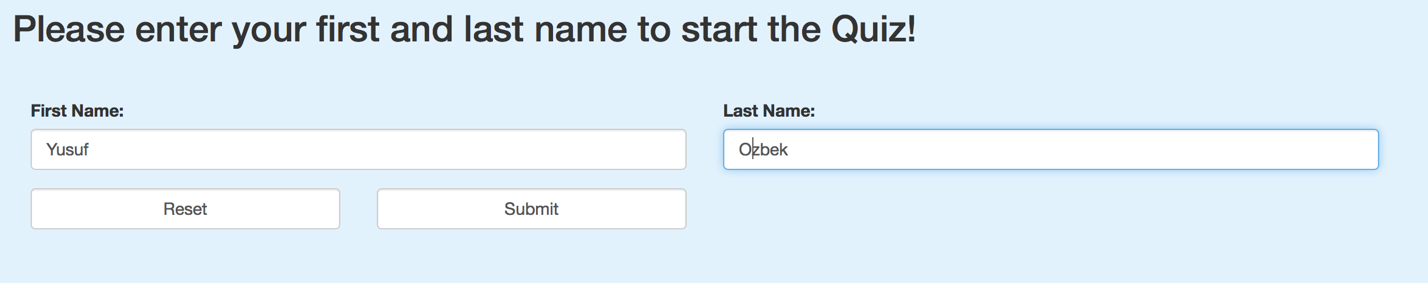 Please enter your first and last name to start the Quiz!
First Name:
Last Name:
Yusuf
Ozbek
Reset
Submit